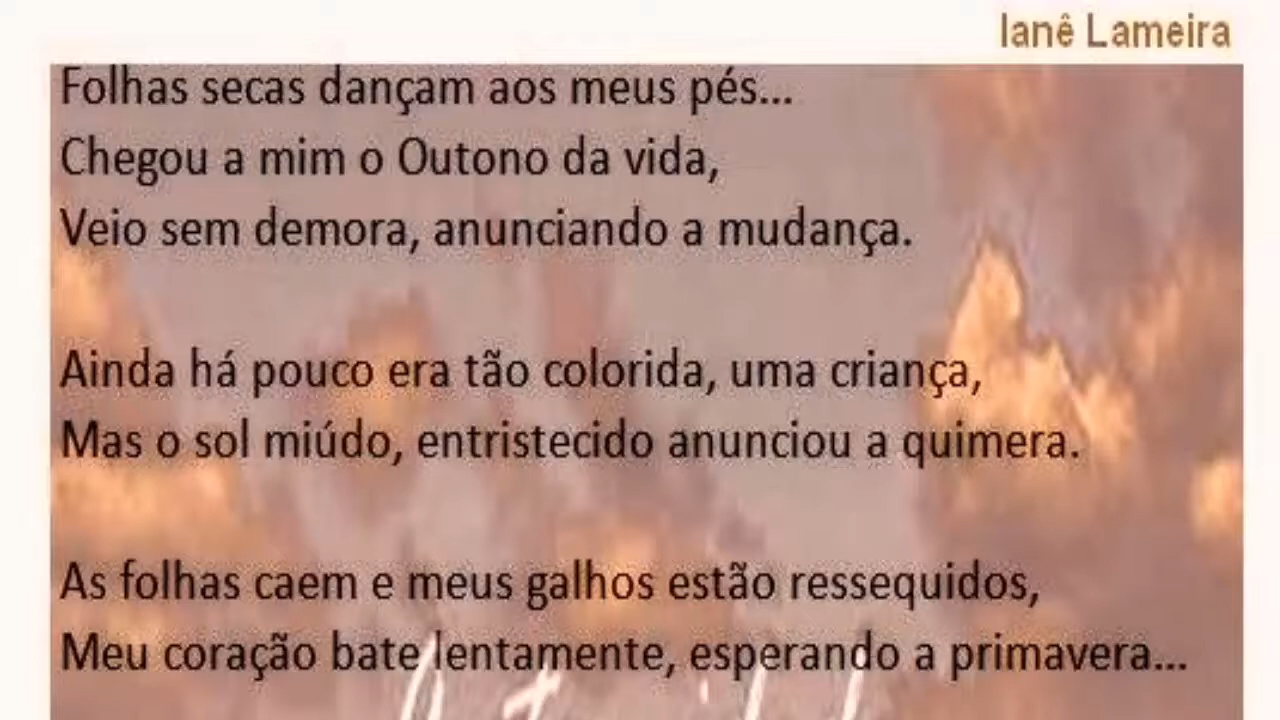 Ianê Lameira
Folhas secas dançam aos meus pés...
Chegou a mim o Outono da vida,
Veio sem demora, anunciando a mudança.
Ainda há pouco era tão colorida, uma criança,
Mas o sol miúdo, entristecido anunciou a quimera.
As folhas caem e meus galhos estão ressequidos,
Meu coração bate lentamente, esperando a primavera...